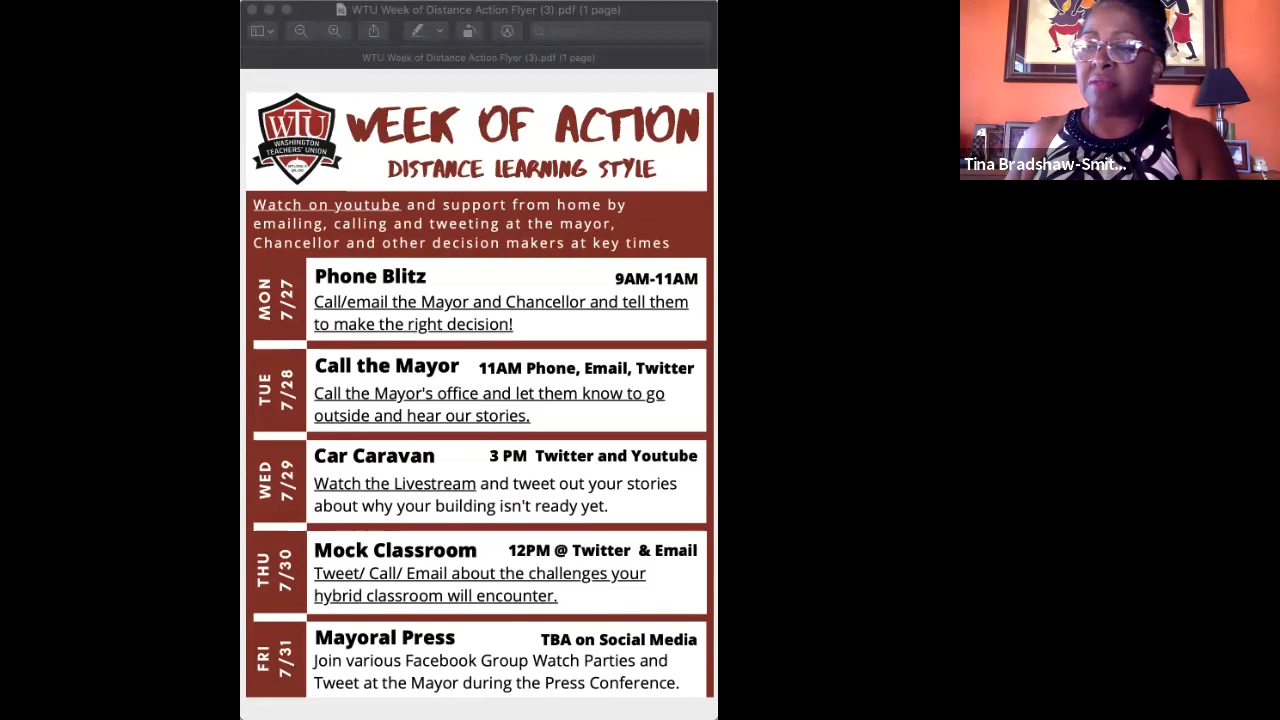 WTU Week of Distance Action Flyer (3).pdf (1 page)
WTU Week of Distance Action Flyer (3).pdf (1 page)
WTU
WASHINGTON
TEACHERS' UNION
WEEK OF ACTION
DISTANCE LEARNING STYLE
Watch on youtube and support from home by
emailing, calling and tweeting at the mayor,
Chancellor and other decision makers at key times
MON
7/27
Phone Blitz
9AM-11AM
Call/email the Mayor and Chancellor and tell them
to make the right decision!
TUE
7/28
Call the Mayor
11AM Phone, Email, Twitter
Call the Mayor's office and let them know to go
outside and hear our stories.
WED
7/29
Car Caravan
3 PM Twitter and Youtube
Watch the Livestream and tweet out your stories
about why your building isn't ready yet.
THU
7/30
Mock Classroom
12PM @ Twitter & Email
Tweet/ Call/ Email about the challenges your
hybrid classroom will encounter.
FRI
7/31
Mayoral Press
TBA on Social Media
Join various Facebook Group Watch Parties and
Tweet at the Mayor during the Press Conference.
Tina Bradshaw-Smit...